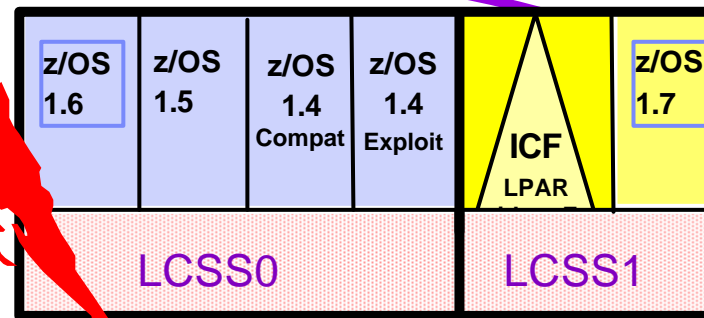 z/OS
1.6
z/OS
1.5
z/OS
1.4
Compat
z/OS
1.4
Exploit
ICF
LPAR
z/OS
1.7
LCSS0
LCSS1